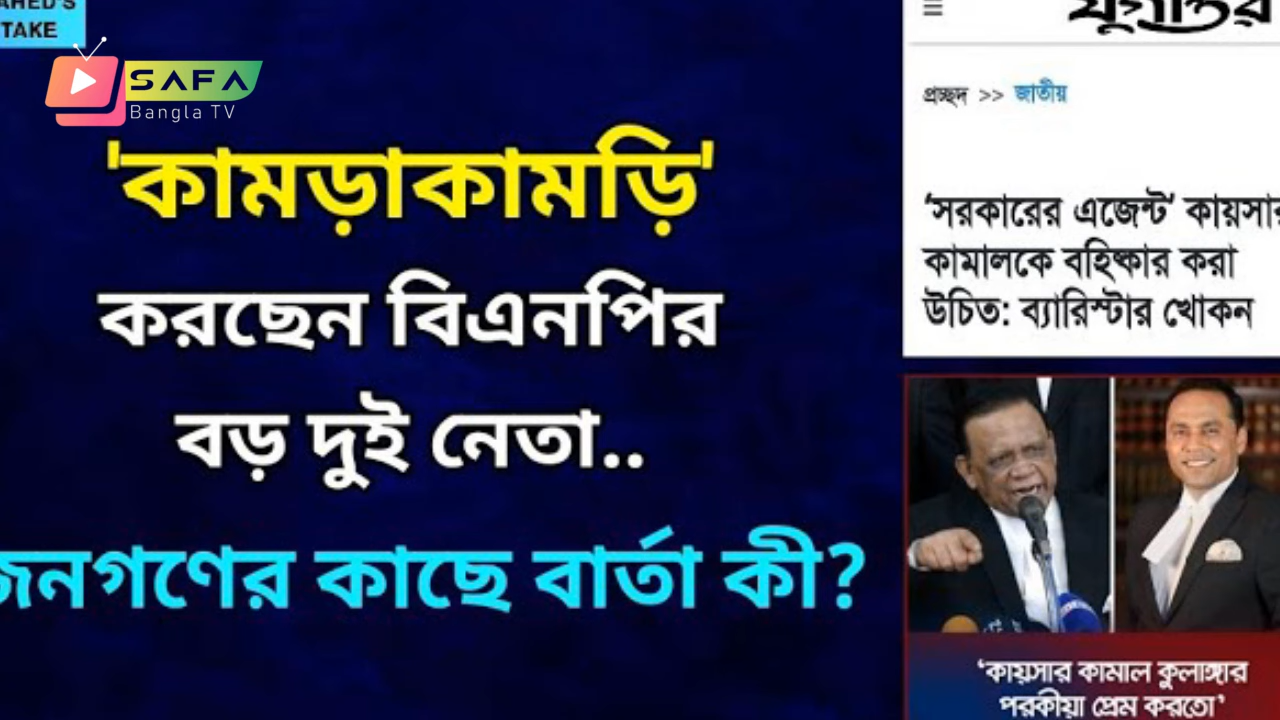 TAKE
SAFA
Bangla TV
'কামড়াকামড়ি'
করছেন বিএনপির
বড় দুই নেতা..
জনগণের কাছে বার্তা কী?
যুগান্তর
প্রচ্ছদ >> জাতীয়
‘সরকারের এজেন্ট’ কায়সার
কামালকে বহিষ্কার করা
উচিত: ব্যারিস্টার খোকন
‘কায়সার কামাল কুলাঙ্গার
পরকীয়া প্রেম করতো’